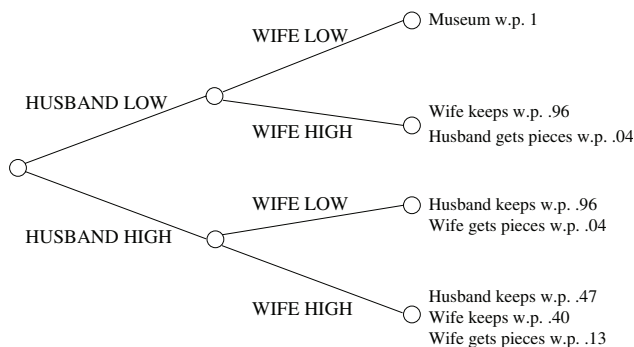 WIFE LOW
Museum w.p. 1
HUSBAND LOW
WIFE HIGH
Wife keeps w.p. .96
Husband gets pieces w.p. .04
WIFE LOW
Husband keeps w.p. .96
Wife gets pieces w.p. .04
HUSBAND HIGH
WIFE HIGH
Husband keeps w.p. .47
Wife keeps w.p. .40
Wife gets pieces w.p. .13